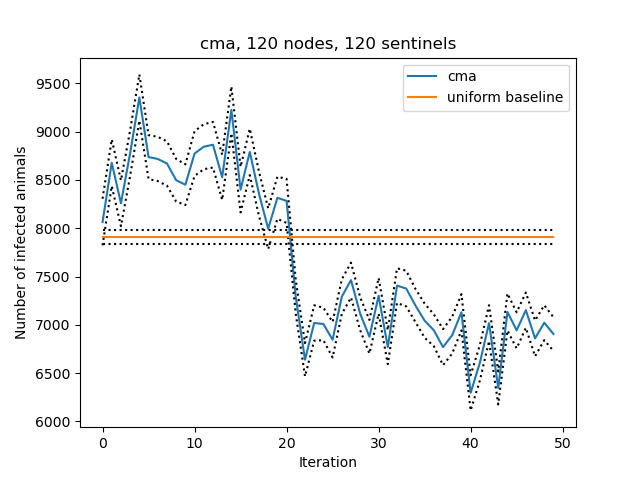 cma, 120 nodes, 120 sentinels
cma
uniform baseline
Number of infected animals
9500
9000
8500
8000
7500
7000
6500
6000
0 10 20 30 40 50
Iteration